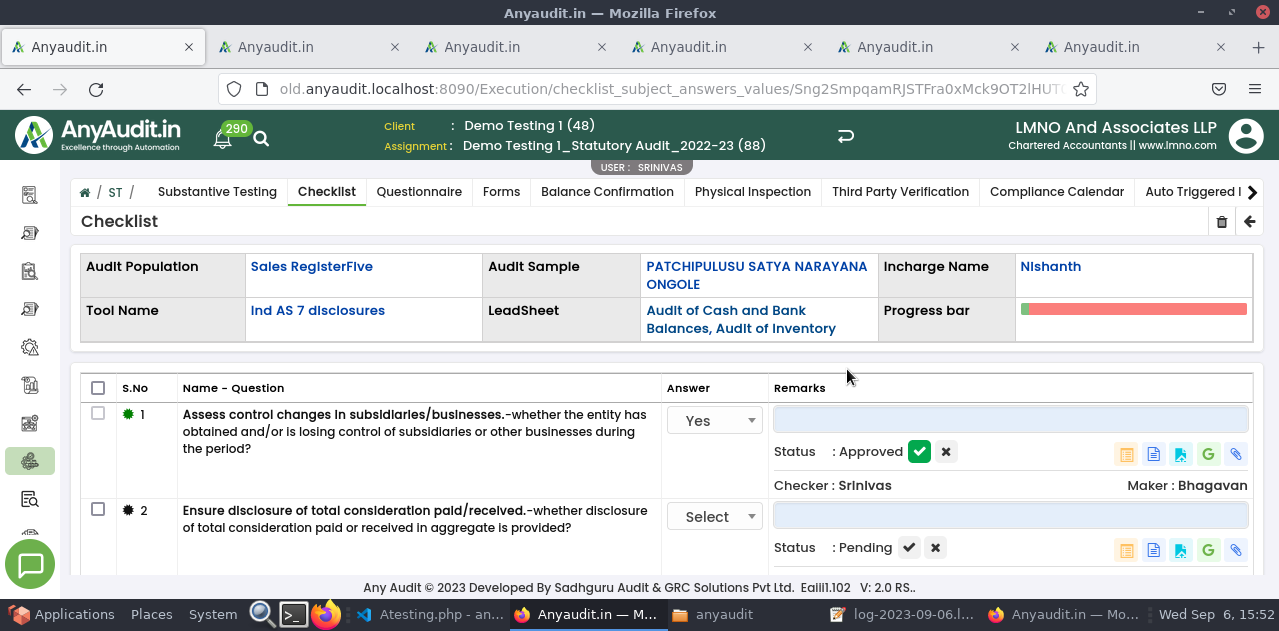 Anyaudit.in — Mozilla Firefox
Anyaudit.in
Anyaudit.in
Anyaudit.in
Anyaudit.in
Anyaudit.in
Anyaudit.in
old.anyaudit.localhost:8090/Execution/checklist_subject_answers_values/Sng2SmpqamRJSTFra0xMck9OT2lHUT
AnyAudit.in
Excellence through Automation
290
Client : Demo Testing 1 (48)
Assignment : Demo Testing 1_Statutory Audit_2022-23 (88)
LMNO And Associates LLP
Chartered Accountants || www.lmno.com
USER : SRINIVAS
/ ST /
Substantive Testing
Checklist
Questionnaire
Forms
Balance Confirmation
Physical Inspection
Third Party Verification
Compliance Calendar
Auto Triggered I
Checklist
Audit Population
Sales RegisterFive
Audit Sample
PATCHIPULUSU SATYA NARAYANA
ONGOLE
Incharge Name
Nishanth
Tool Name
Ind AS 7 disclosures
LeadSheet
Audit of Cash and Bank
Balances, Audit of Inventory
Progress bar
S.No
Name - Question
Answer
Remarks
1
Assess control changes in subsidiaries/businesses.-whether the entity has
obtained and/or is losing control of subsidiaries or other businesses during
the period?
Yes
Status : Approved
Checker : Srinivas
Maker : Bhagavan
2
Ensure disclosure of total consideration paid/received.-whether disclosure
of total consideration paid or received in aggregate is provided?
Select
Status : Pending
Any Audit © 2023 Developed By Sadhguru Audit & GRC Solutions Pvt Ltd. Egiii1.102 V: 2.0 RS..
Applications
Places
System
Atesting.php - an...
Anyaudit.in — M...
anyaudit
log-2023-09-06.l...
Anyaudit.in — Mo...
Wed Sep 6, 15:52